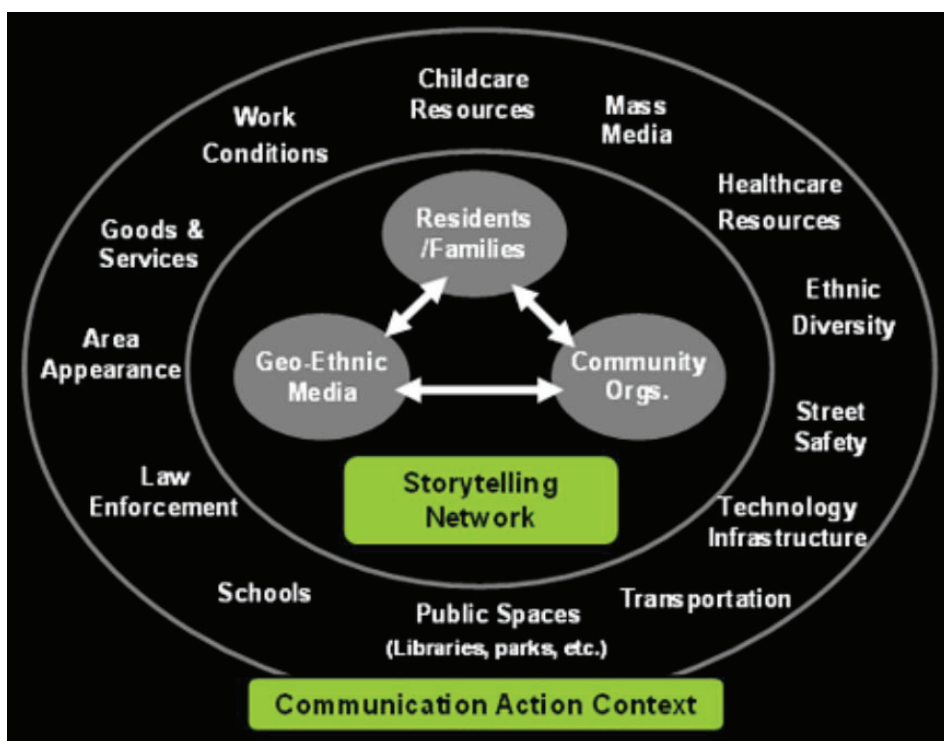 Childcare
Resources
Mass
Media
Work
Conditions
Healthcare
Resources
Goods &
Services
Residents
/Families
Ethnic
Diversity
Area
Appearance
Geo-Ethnic
Media
Community
Orgs.
Street
Safety
Law
Enforcement
Storytelling
Network
Technology
Infrastructure
Schools
Public Spaces
(Libraries, parks, etc.)
Transportation
Communication Action Context